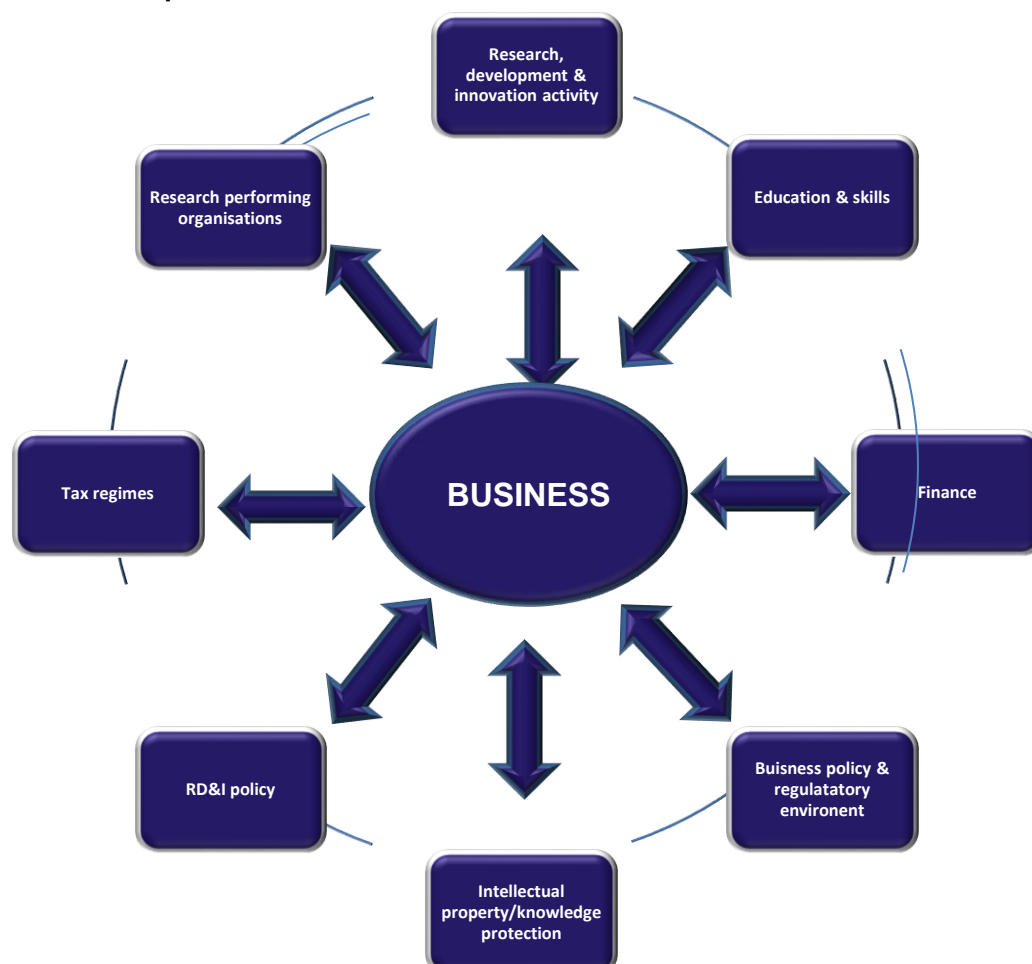 Research,
development &
innovation activity
Research performing
organisations
Education & skills
Tax regimes
BUSINESS
Finance
RD&I policy
Buisness policy &
regulatatory
environent
Intellectual
property/knowledge
protection